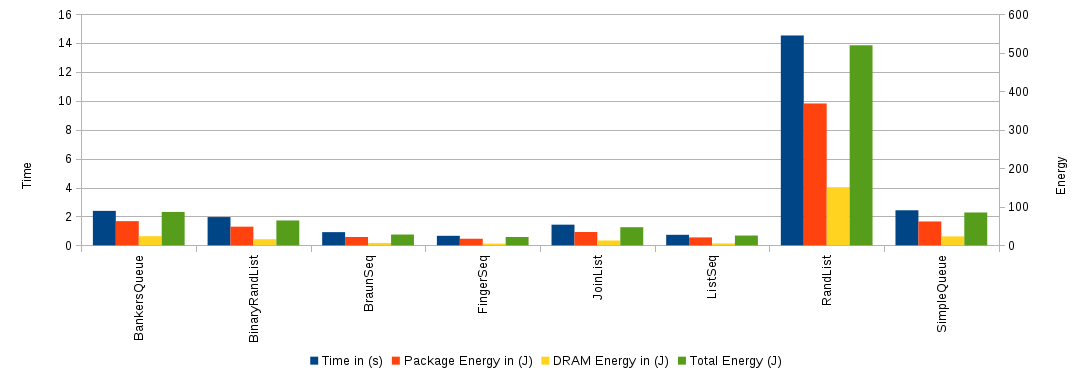 16
14
12
10
8
6
4
2
0
Time
600
500
400
300
200
100
0
Energy
BankersQueue
BinaryRandList
BraunSeq
FingerSeq
JoinList
ListSeq
RandList
SimpleQueue
Time in (s) Package Energy in (J) DRAM Energy in (J) Total Energy (J)